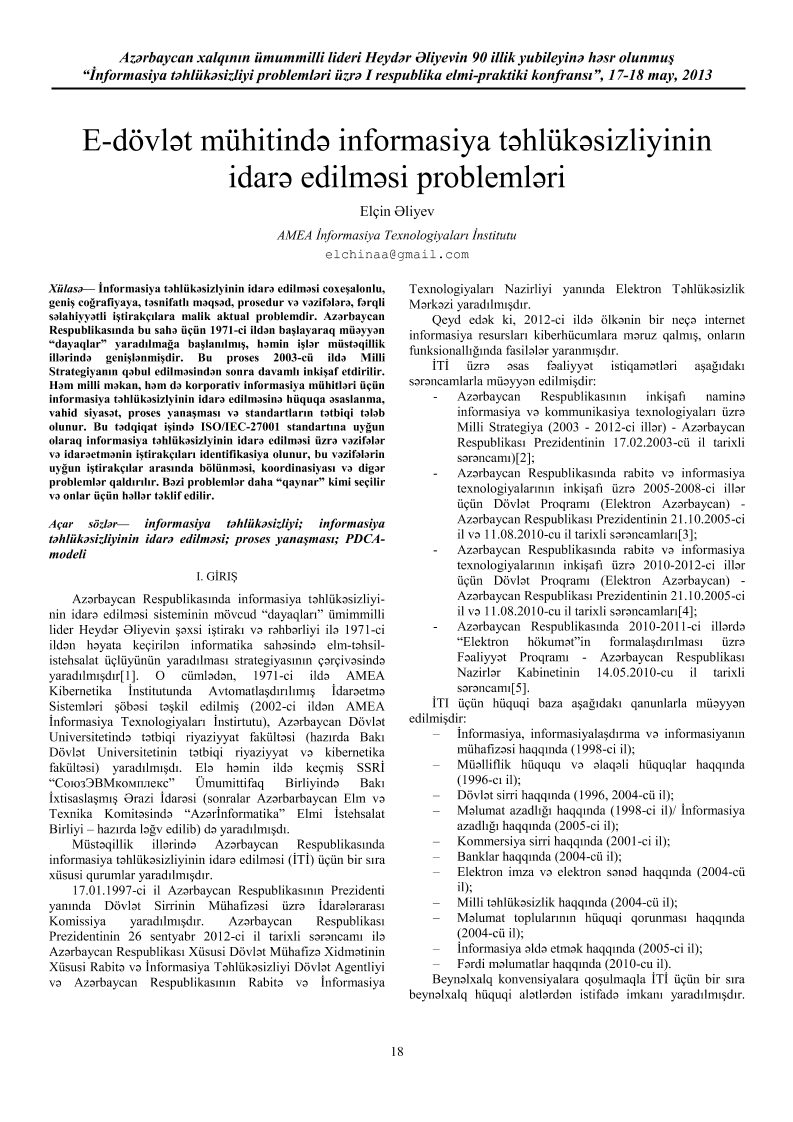 Azərbaycan xalqının ümummilli lideri Heydər Əliyevin 90 illik yubileyinə həsr olunmuş
“İnformasiya təhlükəsizliyi problemləri üzrə I respublika elmi-praktiki konfransı”, 17-18 may, 2013
E-dövlət mühitində informasiya təhlükəsizliyinin
idarə edilməsi problemləri
Elçin Əliyev
AMEA İnformasiya Texnologiyaları İnstitutu
elchinaa@gmail.com
Xülasə— İnformasiya təhlükəsizlyinin idarə edilməsi coxeşalonlu,
geniş coğrafiyaya, təsnifatlı məqsəd, prosedur və vəzifələrə, fərqli
səlahiyyətli iştirakçılara malik aktual problemdir. Azərbaycan
Respublikasında bu sahə üçün 1971-ci ildən başlayaraq müəyyən
“dayaqlar” yaradılmağa başlanılmış, həmin işlər müstəqillik
illərində genişlənmişdir. Bu proses 2003-cü ildə Milli
Strategiyanın qəbul edilməsindən sonra davamlı inkişaf etdirilir.
Həm milli məkan, həm də korporativ informasiya mühitləri üçün
informasiya təhlükəsizlyinin idarə edilməsinə hüquqa əsaslanma,
vahid siyasət, proses yanaşması və standartların tətbiqi tələb
olunur. Bu tədqiqat işində ISO/IEC-27001 standartına uyğun
olaraq informasiya təhlükəsizlyinin idarə edilməsi üzrə vəzifələr
və idarəetmənin iştirakçıları identifikasiya olunur, bu vəzifələrin
uyğun iştirakçılar arasında bölünməsi, koordinasiyası və digər
problemlər qaldırılır. Bəzi problemlər daha “qaynar” kimi seçilir
və onlar üçün həllər təklif edilir.
Açar sözlər— informasiya təhlükəsizliyi; informasiya
təhlükəsizliyinin idarə edilməsi; proses yanaşması; PDCA-
modeli
I. GİRIŞ
Azərbaycan Respublikasında informasiya təhlükəsizliyi-
nin idarə edilməsi sisteminin mövcud “dayaqları” ümimmilli
lider Heydər Əliyevin şəxsi iştirakı və rəhbərliyi ilə 1971-ci
ildən həyata keçirilən informatika sahəsində elm-təhsil-
istehsalat üçlüyünün yaradılması strategiyasının çərçivəsində
yaradılmışdır[1]. O cümlədən, 1971-ci ildə AMEA
Kibernetika İnstitutunda Avtomatlaşdırılımış İdarəetmə
Sistemləri şöbəsi təşkil edilmiş (2002-ci ildən AMEA
İnformasiya Texnologiyaları İnstirtutu), Azərbaycan Dövlət
Universitetində tətbiqi riyaziyyat fakültəsi (hazırda Bakı
Dövlət Universitetinin tətbiqi riyaziyyat və kibernetika
fakültəsi) yaradılmışdı. Elə həmin ildə keçmiş SSRİ
“СоюзЭВМкомплекс” Ümumittifaq Birliyində Bakı
İxtisaslaşmış Ərazi İdarəsi (sonralar Azərbarbaycan Elm və
Texnika Komitəsində “Azərİnformatika” Elmi İstehsalat
Birliyi – hazırda ləğv edilib) də yaradılmışdı.
Müstəqillik illərində Azərbaycan Respublikasında
informasiya təhlükəsizliyinin idarə edilməsi (İTİ) üçün bir sıra
xüsusi qurumlar yaradılmışdır.
17.01.1997-ci il Azərbaycan Respublikasının Prezidenti
yanında Dövlət Sirrinin Mühafizəsi üzrə İdarələrarası
Komissiya yaradılmışdır. Azərbaycan Respublikası
Prezidentinin 26 sentyabr 2012-ci il tarixli sərəncamı ilə
Azərbaycan Respublikası Xüsusi Dövlət Mühafizə Xidmətinin
Xüsusi Rabitə və İnformasiya Təhlükəsizliyi Dövlət Agentliyi
və Azərbaycan Respublikasının Rabitə və İnformasiya
Texnologiyaları Nazirliyi yanında Elektron Təhlükəsizlik
Mərkəzi yaradılmışdır.
Qeyd edək ki, 2012-ci ildə ölkənin bir neçə internet
informasiya resursları kiberhücumlara məruz qalmış, onların
funksionallığında fasilələr yaranmışdır.
İTİ üzrə əsas fəaliyyət istiqamətləri aşağıdakı
sərəncamlarla müəyyən edilmişdir:
- Azərbaycan Respublikasının inkişafı naminə
informasiya və kommunikasiya texnologiyaları üzrə
Milli Strategiya (2003 - 2012-ci illər) - Azərbaycan
Respublikası Prezidentinin 17.02.2003-cü il tarixli
sərəncamı)[2];
- Azərbaycan Respublikasında rabitə və informasiya
texnologiyalarının inkişafı üzrə 2005-2008-ci illər
üçün Dövlət Proqramı (Elektron Azərbaycan) -
Azərbaycan Respublikası Prezidentinin 21.10.2005-ci
il və 11.08.2010-cu il tarixli sərəncamları[3];
- Azərbaycan Respublikasında rabitə və informasiya
texnologiyalarının inkişafı üzrə 2010-2012-ci illər
üçün Dövlət Proqramı (Elektron Azərbaycan) -
Azərbaycan Respublikası Prezidentinin 21.10.2005-ci
il və 11.08.2010-cu il tarixli sərəncamları[4];
- Azərbaycan Respublikasında 2010-2011-ci illərdə
“Elektron hökumət”in formalaşdırılması üzrə
Fəaliyyət Proqramı - Azərbaycan Respublikası
Nazirlər Kabinetinin 14.05.2010-cu il tarixli
sərəncamı[5].
İTI üçün hüquqi baza aşağıdakı qanunlarla müəyyən
edilmişdir:
– İnformasiya, informasiyalaşdırma və informasiyanın
mühafizəsi haqqında (1998-ci il);
– Müəlliflik hüququ və əlaqəli hüquqlar haqqında
(1996-cı il);
– Dövlət sirri haqqında (1996, 2004-cü il);
– Məlumat azadlığı haqqında (1998-ci il)/ İnformasiya
azadlığı haqqında (2005-ci il);
– Kommersiya sirri haqqında (2001-ci il);
– Banklar haqqında (2004-cü il);
– Elektron imza və elektron sənəd haqqında (2004-cü
il);
– Milli təhlükəsizlik haqqında (2004-cü il);
– Məlumat toplularının hüquqi qorunması haqqında
(2004-cü il);
– İnformasiya əldə etmək haqqında (2005-ci il);
– Fərdi məlumatlar haqqında (2010-cu il).
Beynəlxalq konvensiyalara qoşulmaqla İTİ üçün bir sıra
beynəlxalq hüquqi alətlərdən istifadə imkanı yaradılmışdır.
18